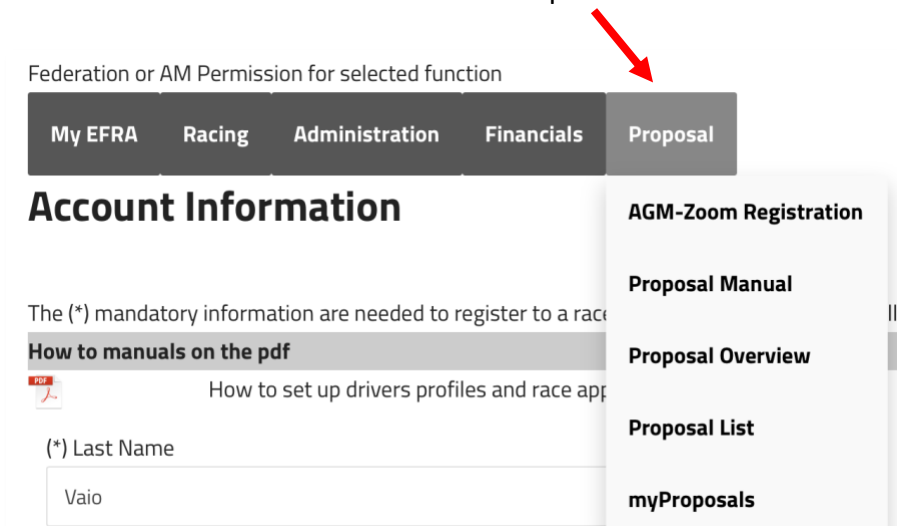 Federation or AM Permission for selected function
My EFRA Racing Administration Financials Proposal
Account Information
AGM-Zoom Registration
Proposal Manual
The (*) mandatory information are needed to register to a race
How to manuals on the pdf
Proposal Overview
PDF
How to set up drivers profiles and race app
Proposal List
(*) Last Name
Vaio
myProposals